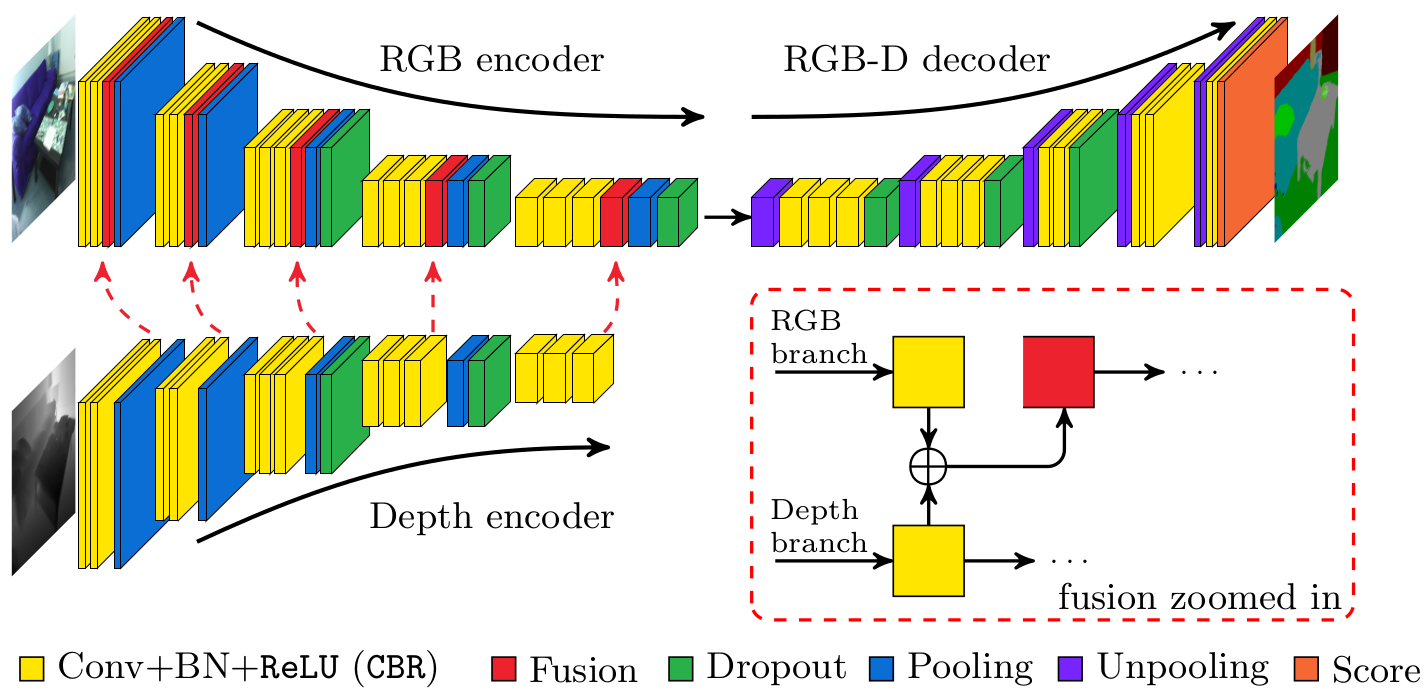 RGB encoder
RGB-D decoder
RGB
branch
...
Depth
branch
...
fusion zoomed in
Depth encoder
Conv+BN+ReLU (CBR)
Fusion
Dropout
Pooling
Unpooling
Score